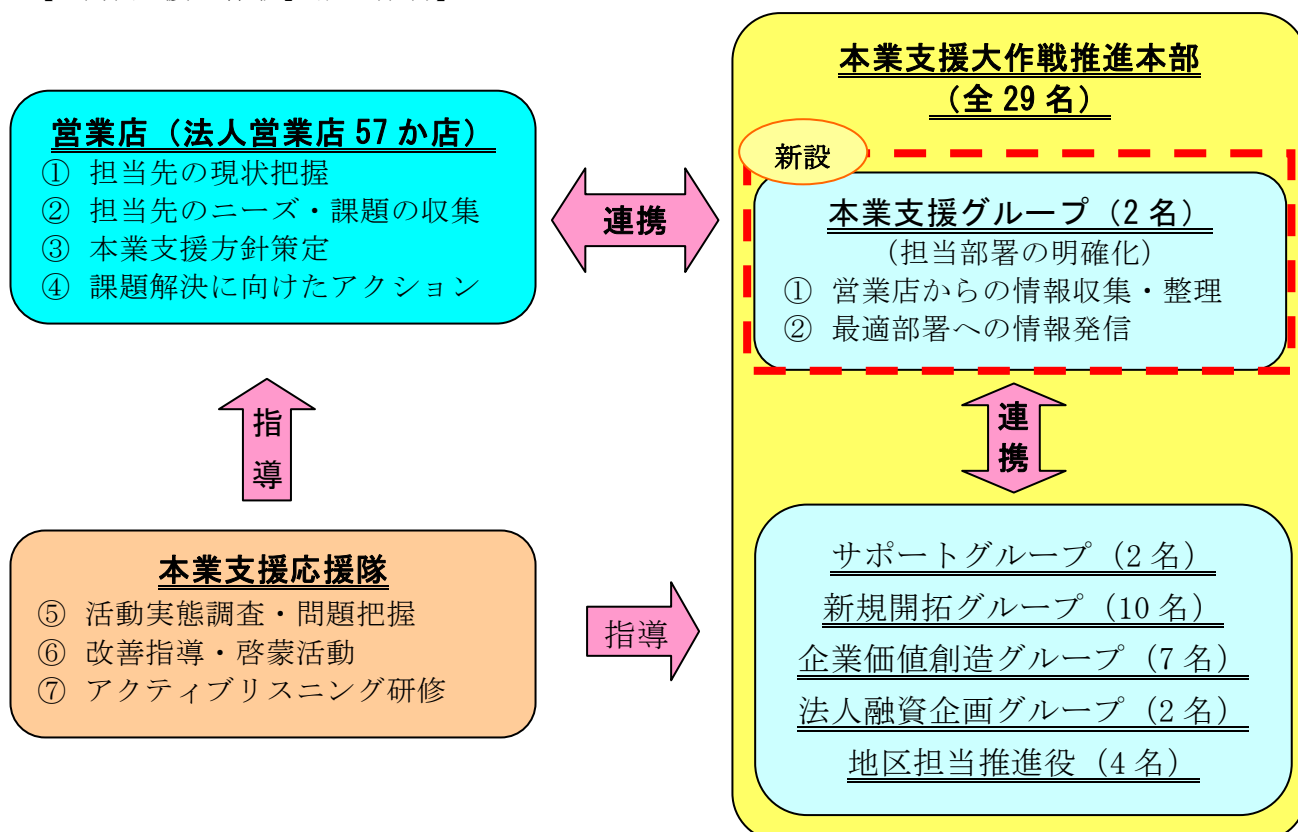 営業店（法人営業店 57 か店）
① 担当先の現状把握
② 担当先のニーズ・課題の収集
③ 本業支援方針策定
④ 課題解決に向けたアクション
連携
本業支援大作戦推進本部
（全 29 名）
新設
本業支援グループ（2 名）
（担当部署の明確化）
① 営業店からの情報収集・整理
② 最適部署への情報発信
連携
指導
本業支援応援隊
⑤ 活動実態調査・問題把握
⑥ 改善指導・啓蒙活動
⑦ アクティブリスニング研修
指導
サポートグループ（2 名）
新規開拓グループ（10 名）
企業価値創造グループ（7 名）
法人融資企画グループ（2 名）
地区担当推進役（4 名）